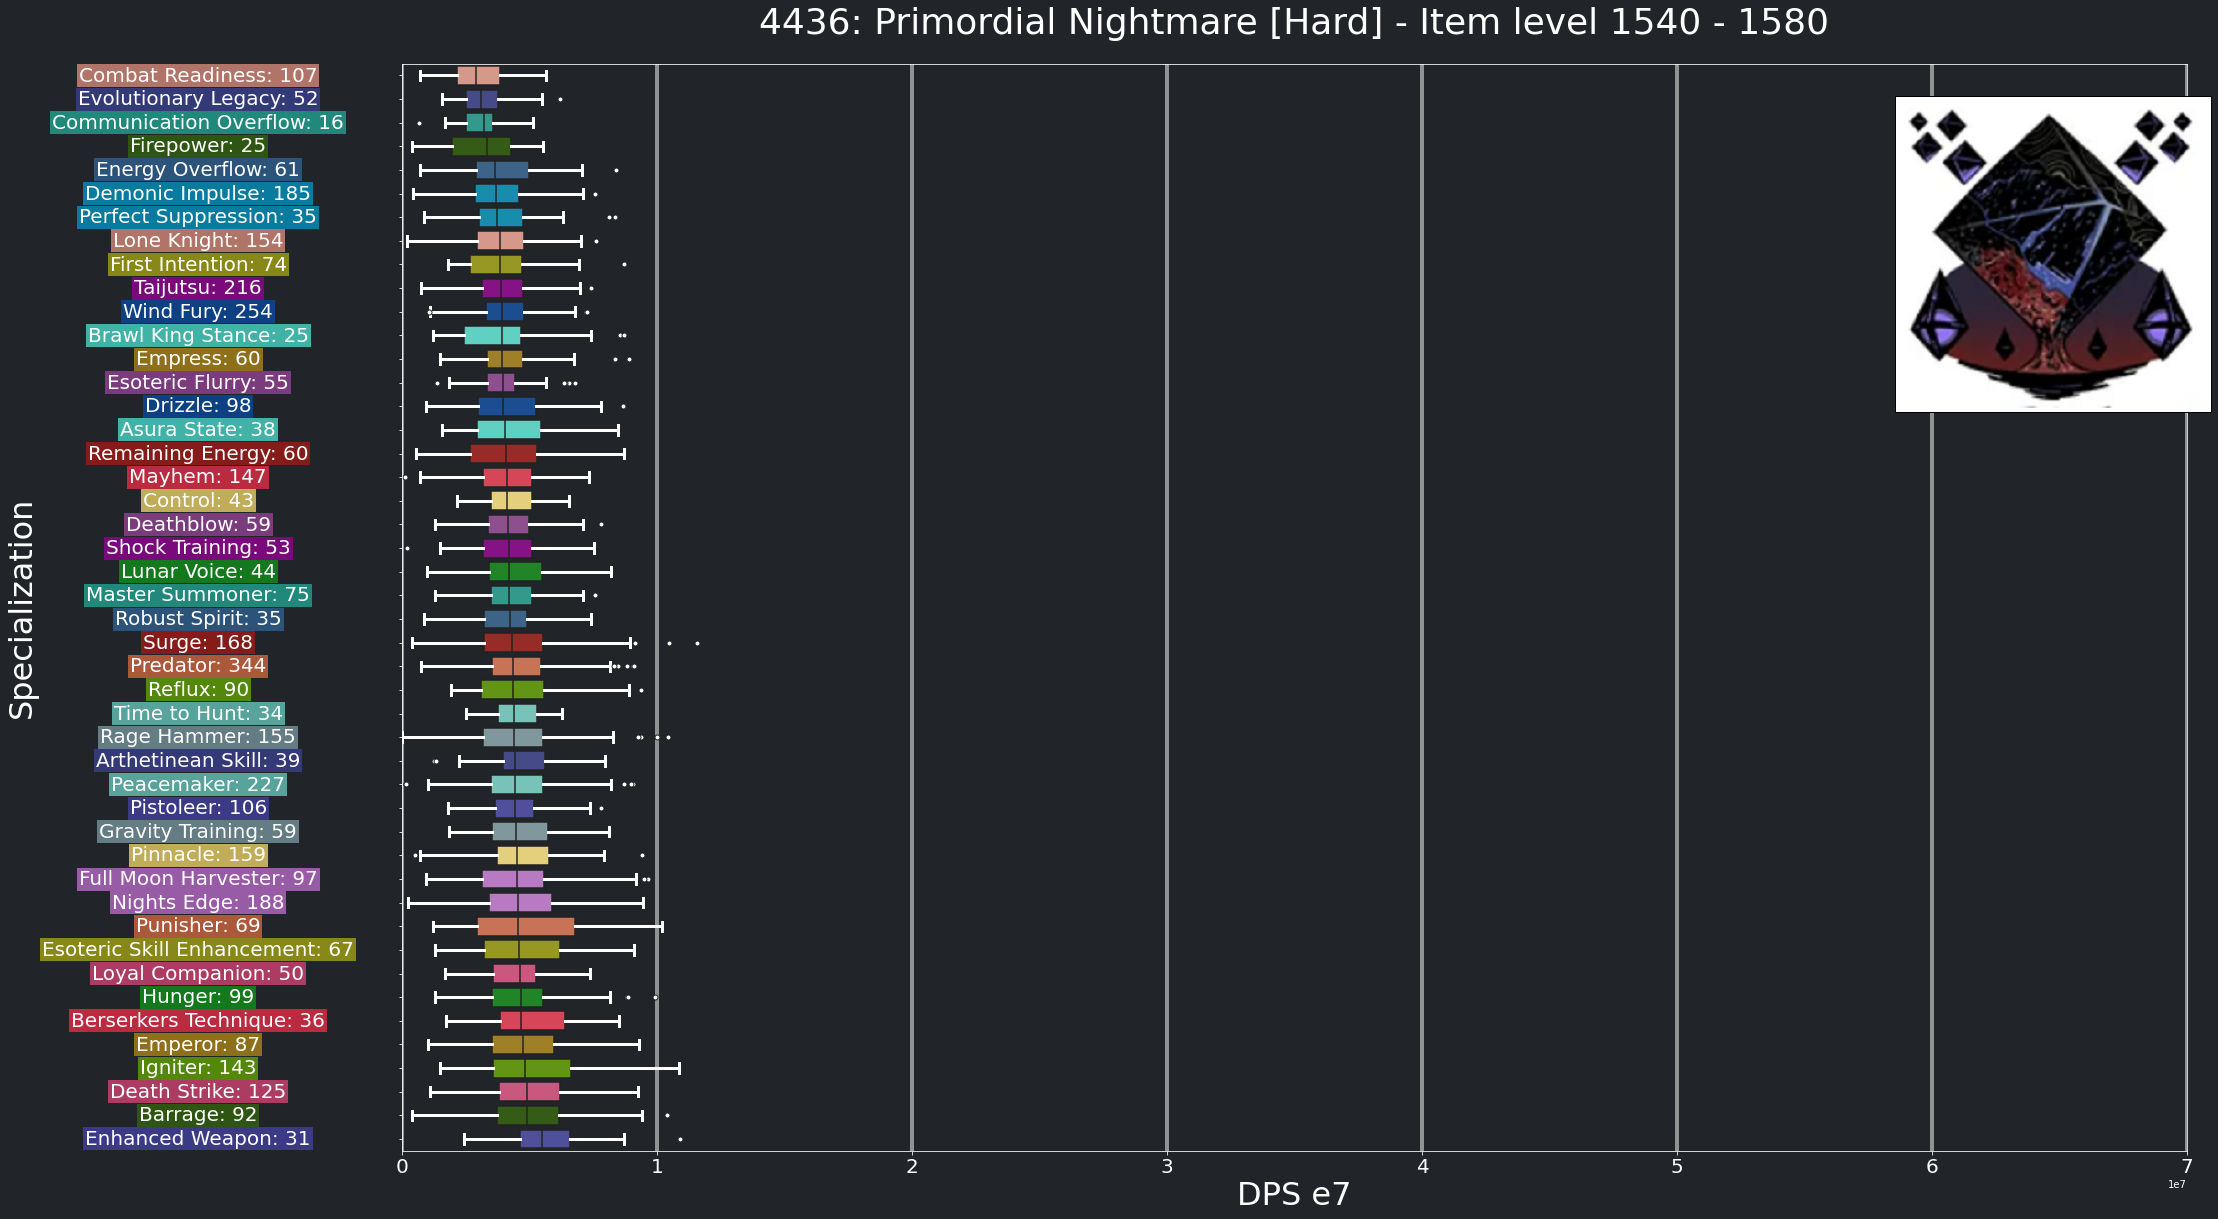 4436: Primordial Nightmare [Hard] - Item level 1540 - 1580
Combat Readiness: 107
Evolutionary Legacy: 52
Communication Overflow: 16
Firepower: 25
Energy Overflow: 61
Demonic Impulse: 185
Perfect Suppression: 35
Lone Knight: 154
First Intention: 74
Taijutsu: 216
Wind Fury: 254
Brawl King Stance: 25
Empress: 60
Esoteric Flurry: 55
Drizzle: 98
Asura State: 38
Remaining Energy: 60
Mayhem: 147
Control: 43
Deathblow: 59
Shock Training: 53
Lunar Voice: 44
Master Summoner: 75
Robust Spirit: 35
Surge: 168
Predator: 344
Reflux: 90
Time to Hunt: 34
Rage Hammer: 155
Arthetinean Skill: 39
Peacemaker: 227
Pistoleer: 106
Gravity Training: 59
Pinnacle: 159
Full Moon Harvester: 97
Nights Edge: 188
Punisher: 69
Esoteric Skill Enhancement: 67
Loyal Companion: 50
Hunger: 99
Berserkers Technique: 36
Emperor: 87
Igniter: 143
Death Strike: 125
Barrage: 92
Enhanced Weapon: 31
Specialization
0 1 2 3 4 5 6 7
1e7
DPS e7